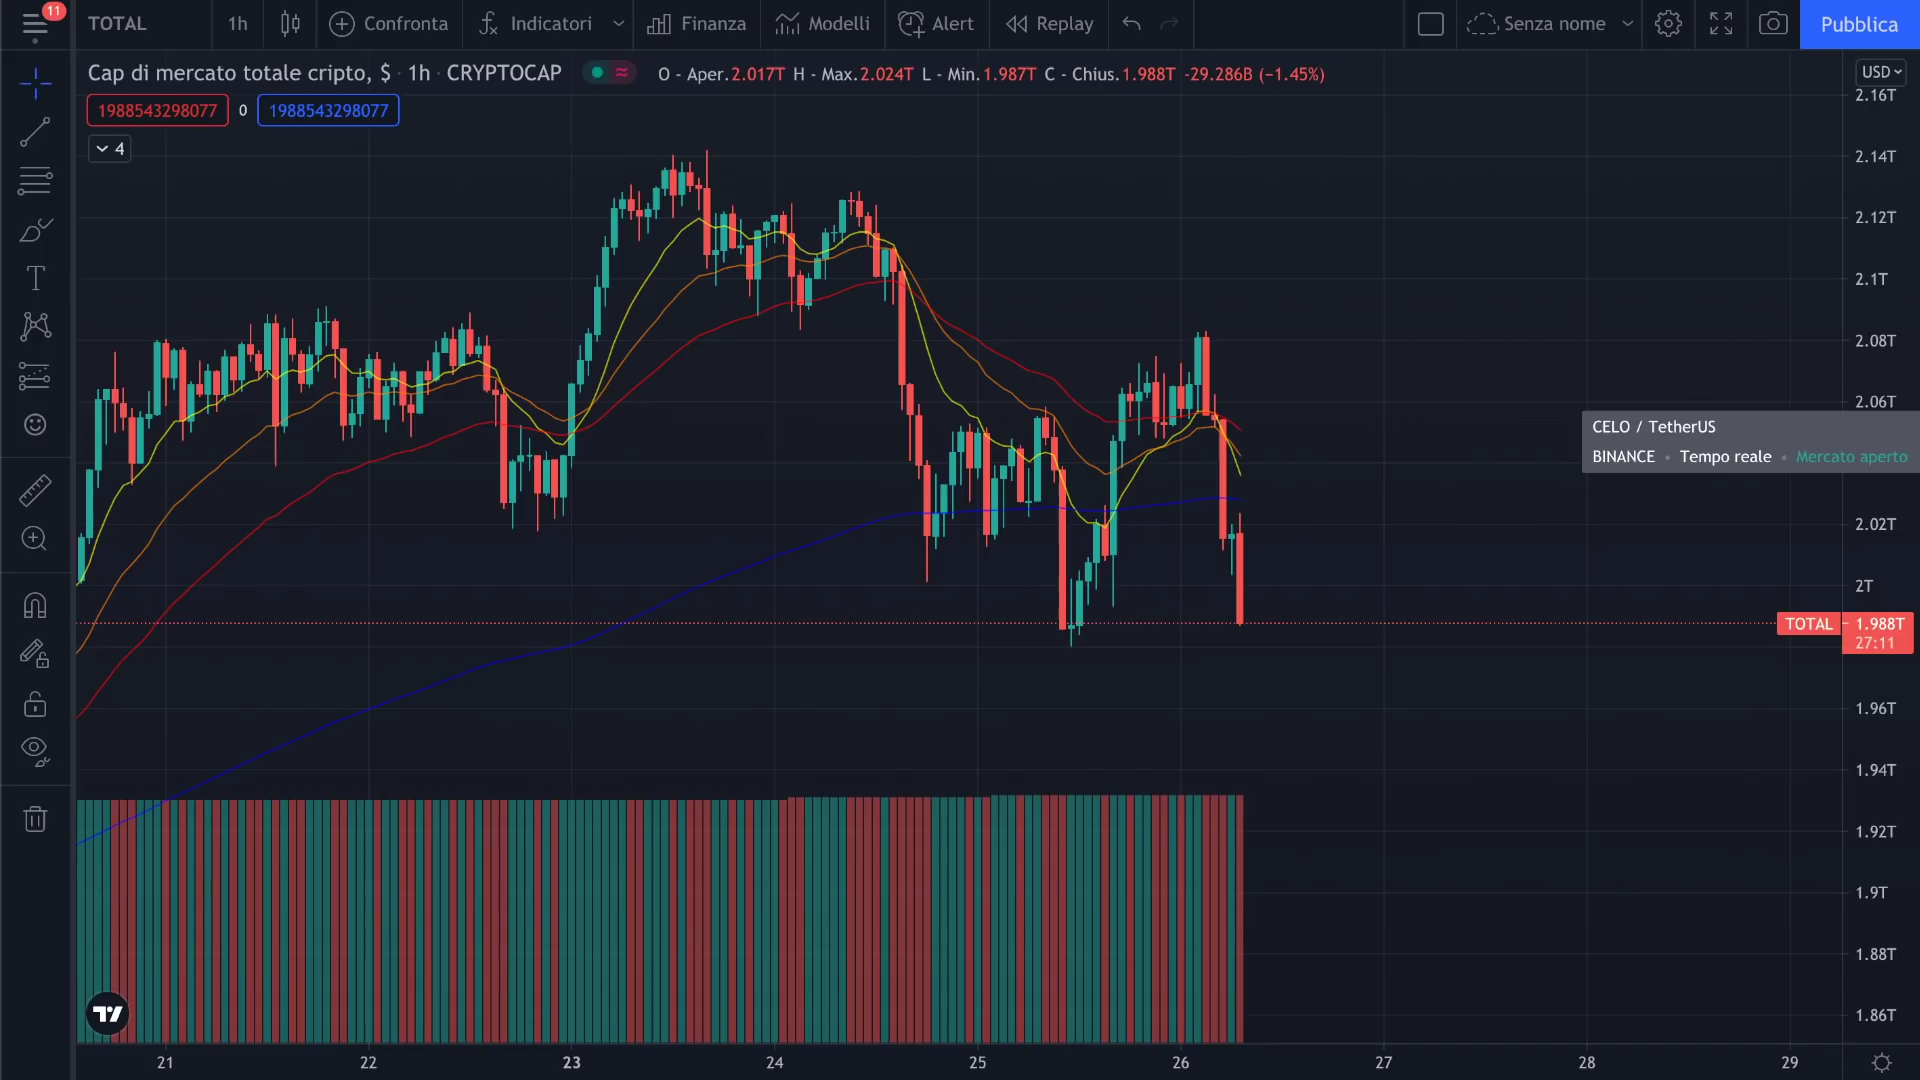 11
TOTAL
1h
Confronta
Indicatori
Finanza
Modelli
Alert
Replay
Senza nome
Pubblica
Cap di mercato totale cripto, $ · 1h · CRYPTOCAP
O - Aper.2.017T H - Max.2.024T L - Min.1.987T C - Chius.1.988T -29.286B (−1.45%)
USD
1988543298077 0 1988543298077
4
2.16T
2.14T
2.12T
2.1T
2.08T
2.06T
CELO / TetherUS
BINANCE • Tempo reale • Mercato aperto
2.02T
2T
TOTAL 1.988T
27:11
1.96T
1.94T
1.92T
1.9T
1.88T
1.86T
21 22 23 24 25 26 27 28 29